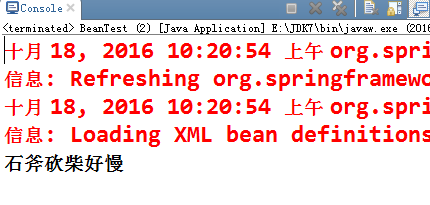 Console
<terminated> BeanTest (2) [Java Application] E:\JDK7\bin\javaw.exe (2016
十月 18, 2016 10:20:54 上午 org.spri
信息: Refreshing org.springframewo
十月 18, 2016 10:20:54 上午 org.spri
信息: Loading XML bean definitions
石斧砍柴好慢